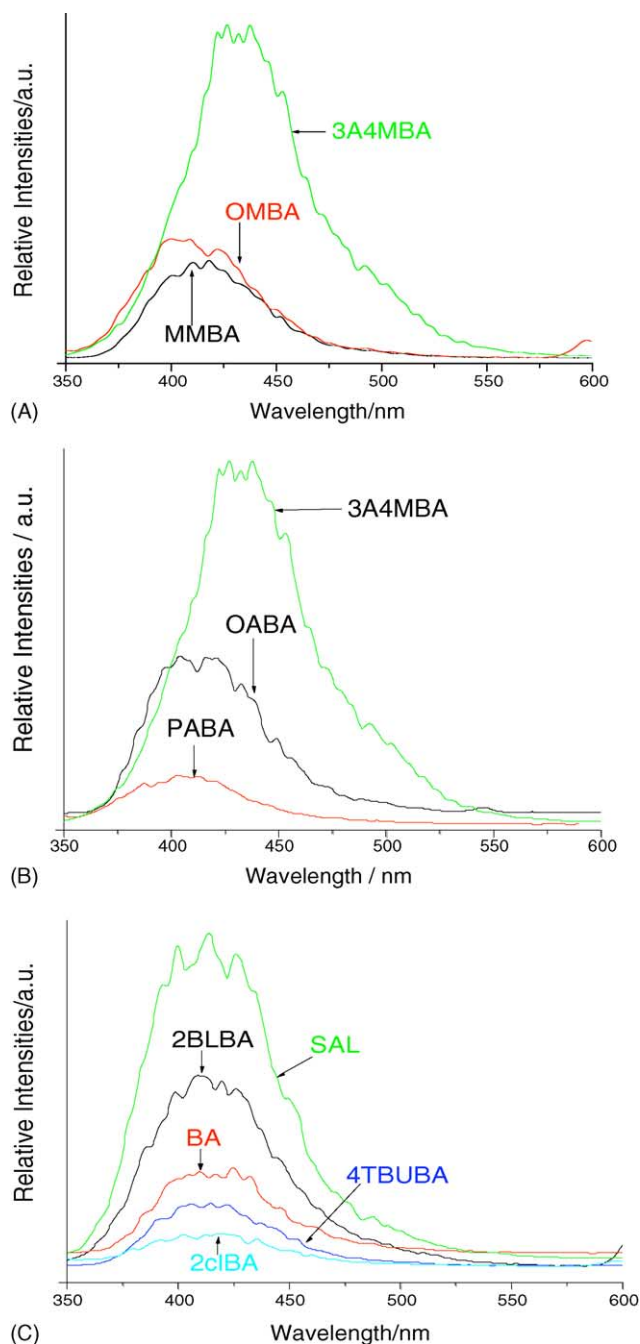 Relative Intensities/a.u.
3A4MBA
OMBA
MMBA
350 400 450 500 550 600
(A) Wavelength/nm
Relative Intensities / a.u.
3A4MBA
OABA
PABA
350 400 450 500 550 600
(B) Wavelength / nm
Relative Intensities/a.u.
2BLBA
SAL
BA
4TBUBA
2clBA
350 400 450 500 550 600
(C) Wavelength/nm